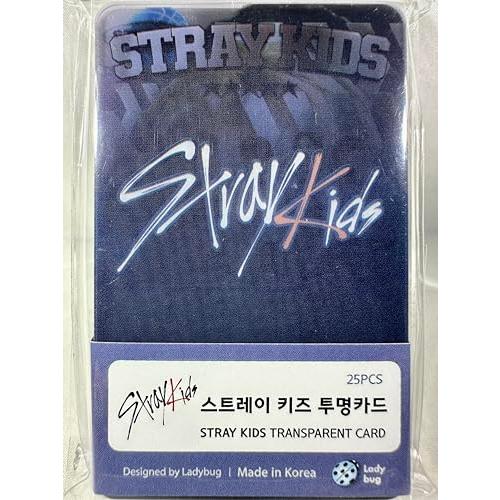 STRAY KIDS
Stray Kids
25PCS
Stray Kids 스트레이 키즈 투명카드
STRAY KIDS TRANSPARENT CARD
Designed by Ladybug | Made in Korea
Lady
bug